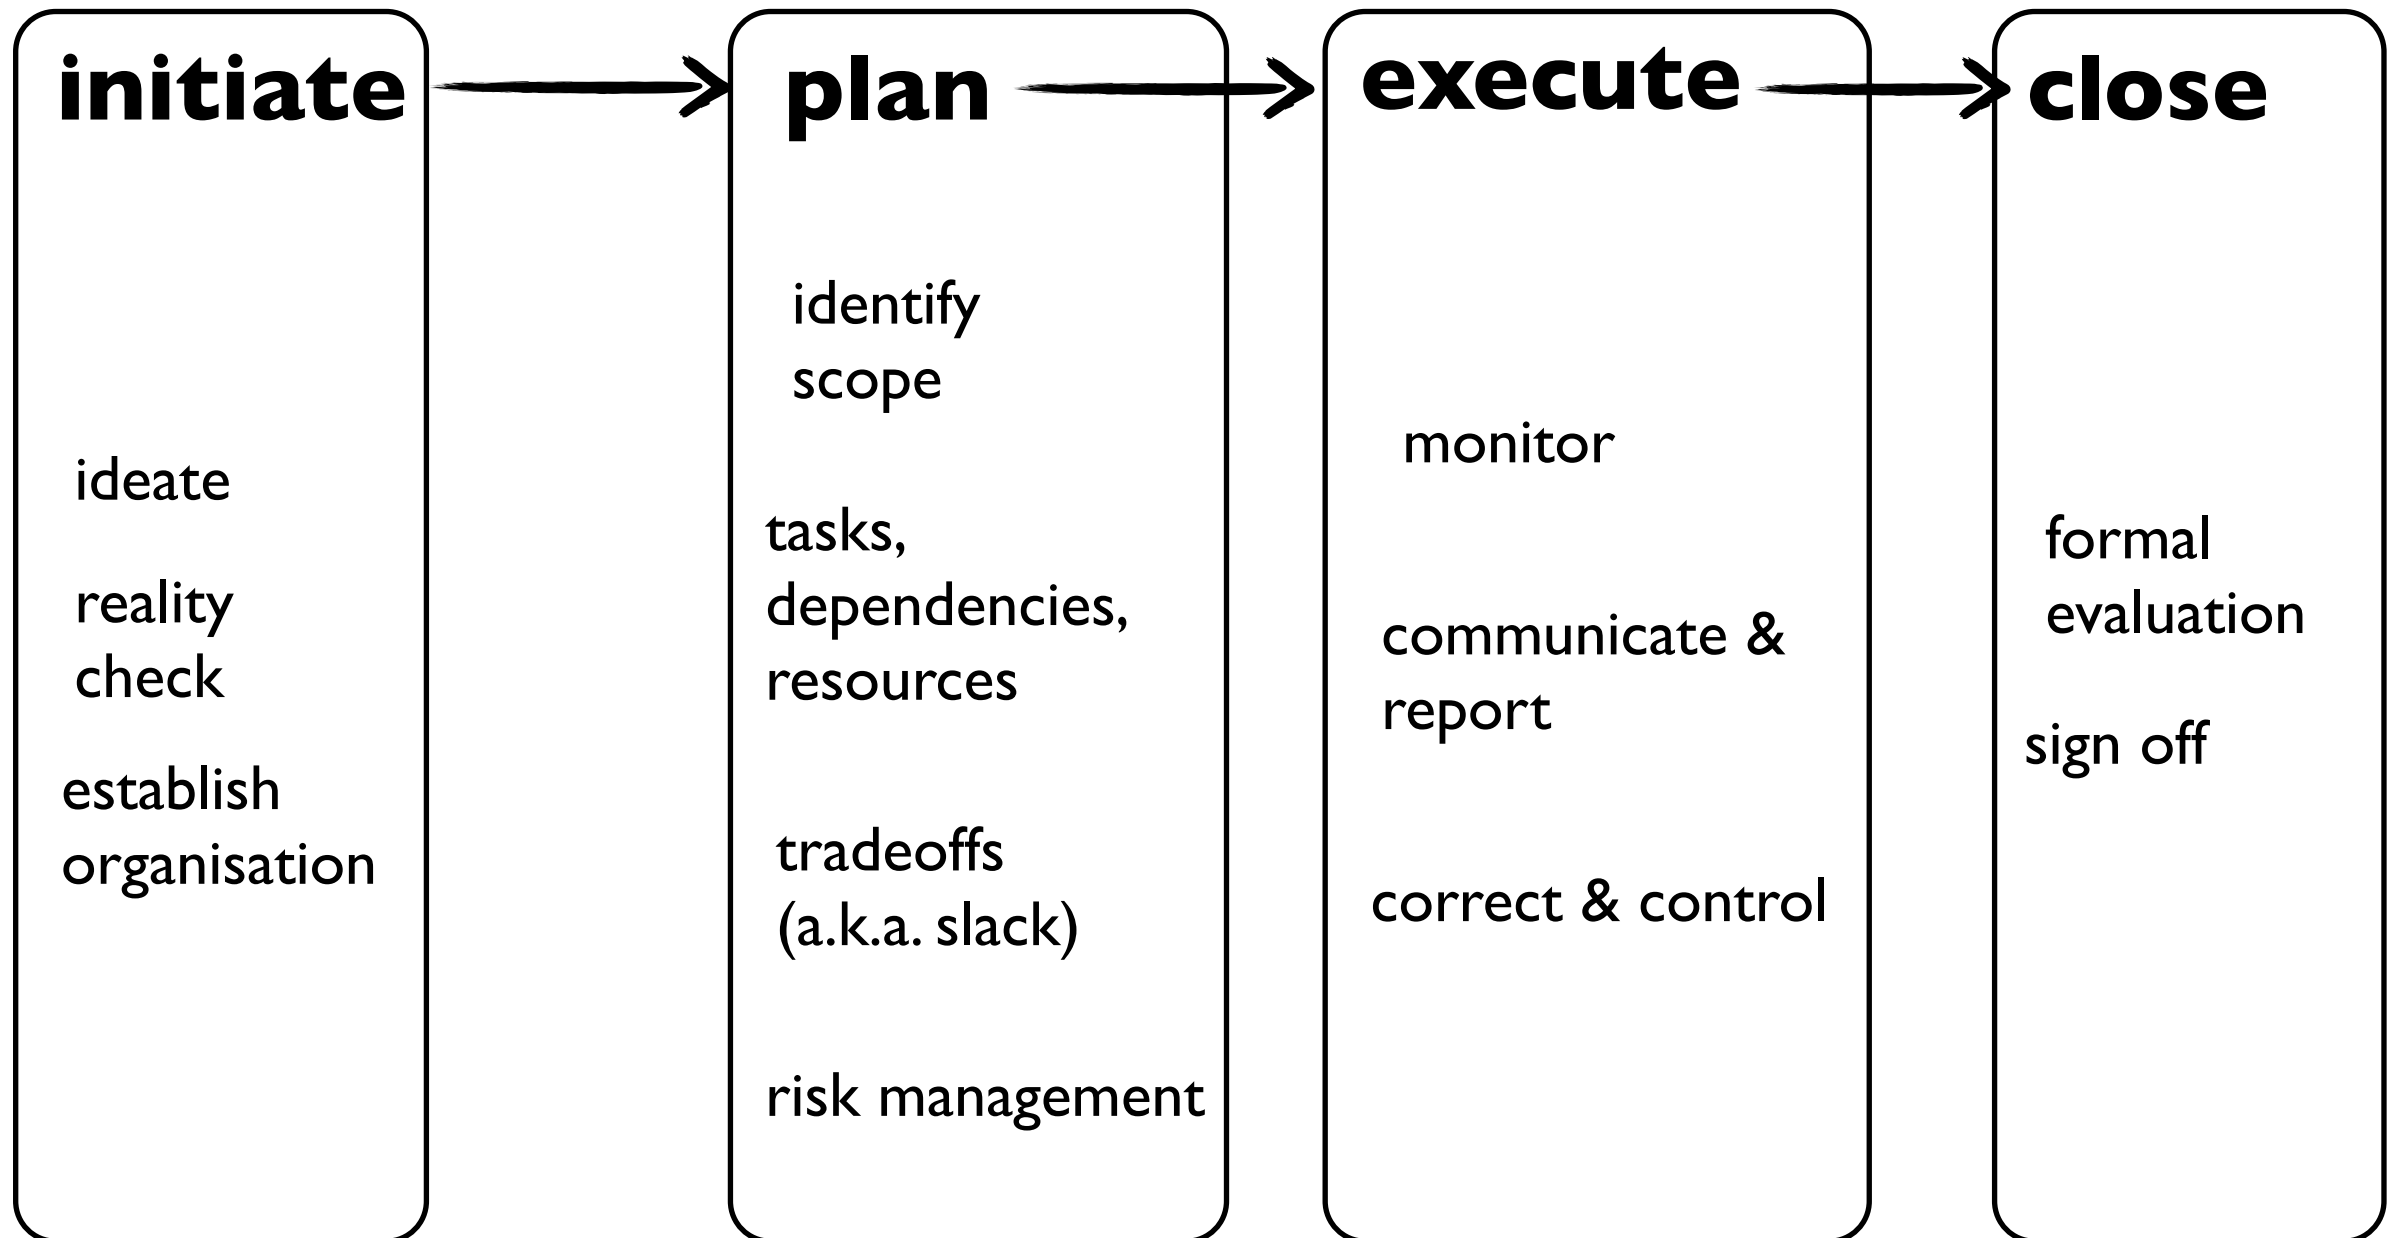 initiate
ideate
reality
check
establish
organisation
plan
identify
scope
tasks,
dependencies,
resources
tradeoffs
(a.k.a. slack)
risk management
execute
monitor
communicate &
report
correct & control
close
formal
evaluation
sign off